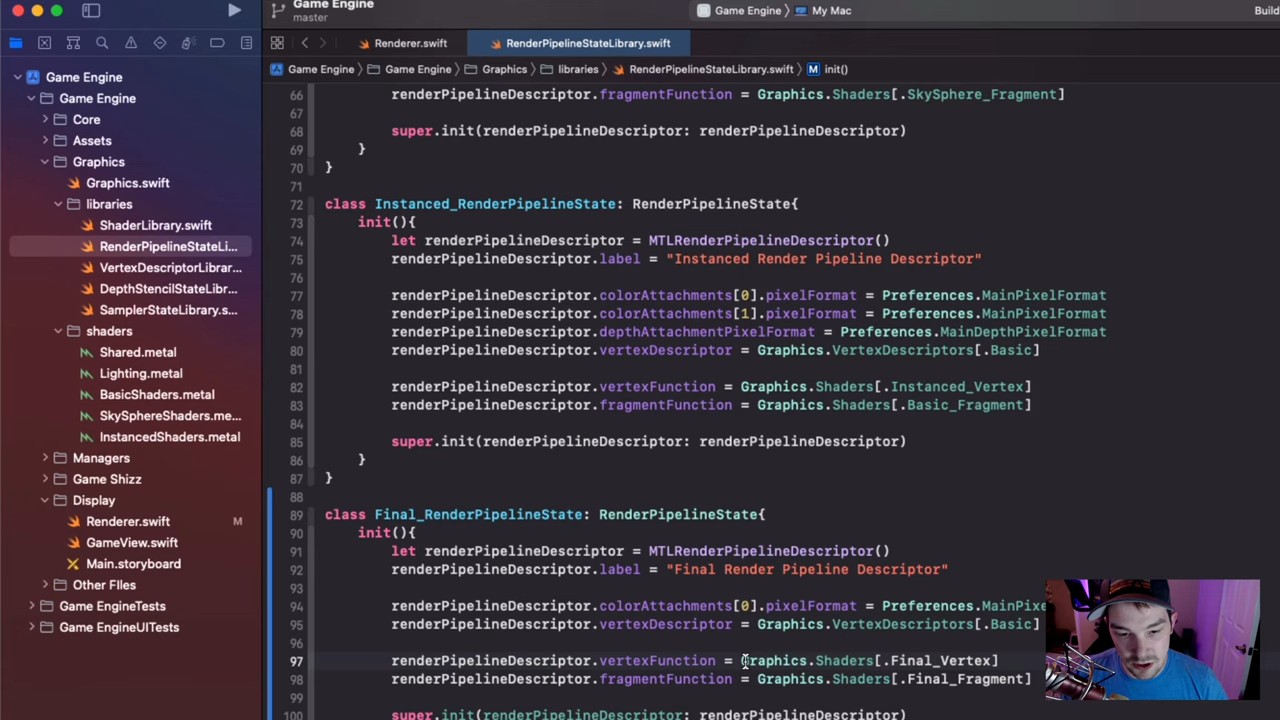 Game Engine
master
Game Engine
My Mac
Build
Renderer.swift
RenderPipelineStateLibrary.swift
Game Engine
Game Engine
Graphics
libraries
RenderPipelineStateLibrary.swift
M
init()
Game Engine
Game Engine
Core
Assets
Graphics
Graphics.swift
libraries
ShaderLibrary.swift
RenderPipelineStateLi...
VertexDescriptorLibrar...
DepthStencilStateLibr...
SamplerStateLibrary.s...
shaders
Shared.metal
Lighting.metal
BasicShaders.metal
SkySphereShaders.me...
InstancedShaders.metal
Managers
Game Shizz
Display
Renderer.swift M
GameView.swift
Main.storyboard
Other FIles
Game EngineTests
Game EngineUITests
66 renderPipelineDescriptor.fragmentFunction = Graphics.Shaders[.SkySphere_Fragment]
67
68 super.init(renderPipelineDescriptor: renderPipelineDescriptor)
69 }
70 }
71
72 class Instanced_RenderPipelineState: RenderPipelineState{
73 init(){
74 let renderPipelineDescriptor = MTLRenderPipelineDescriptor()
75 renderPipelineDescriptor.label = "Instanced Render Pipeline Descriptor"
76
77 renderPipelineDescriptor.colorAttachments[0].pixelFormat = Preferences.MainPixelFormat
78 renderPipelineDescriptor.colorAttachments[1].pixelFormat = Preferences.MainPixelFormat
79 renderPipelineDescriptor.depthAttachmentPixelFormat = Preferences.MainDepthPixelFormat
80 renderPipelineDescriptor.vertexDescriptor = Graphics.VertexDescriptors[.Basic]
81
82 renderPipelineDescriptor.vertexFunction = Graphics.Shaders[.Instanced_Vertex]
83 renderPipelineDescriptor.fragmentFunction = Graphics.Shaders[.Basic_Fragment]
84
85 super.init(renderPipelineDescriptor: renderPipelineDescriptor)
86 }
87 }
88
89 class Final_RenderPipelineState: RenderPipelineState{
90 init(){
91 let renderPipelineDescriptor = MTLRenderPipelineDescriptor()
92 renderPipelineDescriptor.label = "Final Render Pipeline Descriptor"
93
94 renderPipelineDescriptor.colorAttachments[0].pixelFormat = Preferences.MainPixe
95 renderPipelineDescriptor.vertexDescriptor = Graphics.VertexDescriptors[.Basic]
96
97 renderPipelineDescriptor.vertexFunction = Graphics.Shaders[.Final_Vertex]
98 renderPipelineDescriptor.fragmentFunction = Graphics.Shaders[.Final_Fragment]
100 super.init(renderPipelineDescriptor: renderPipelineDescriptor)